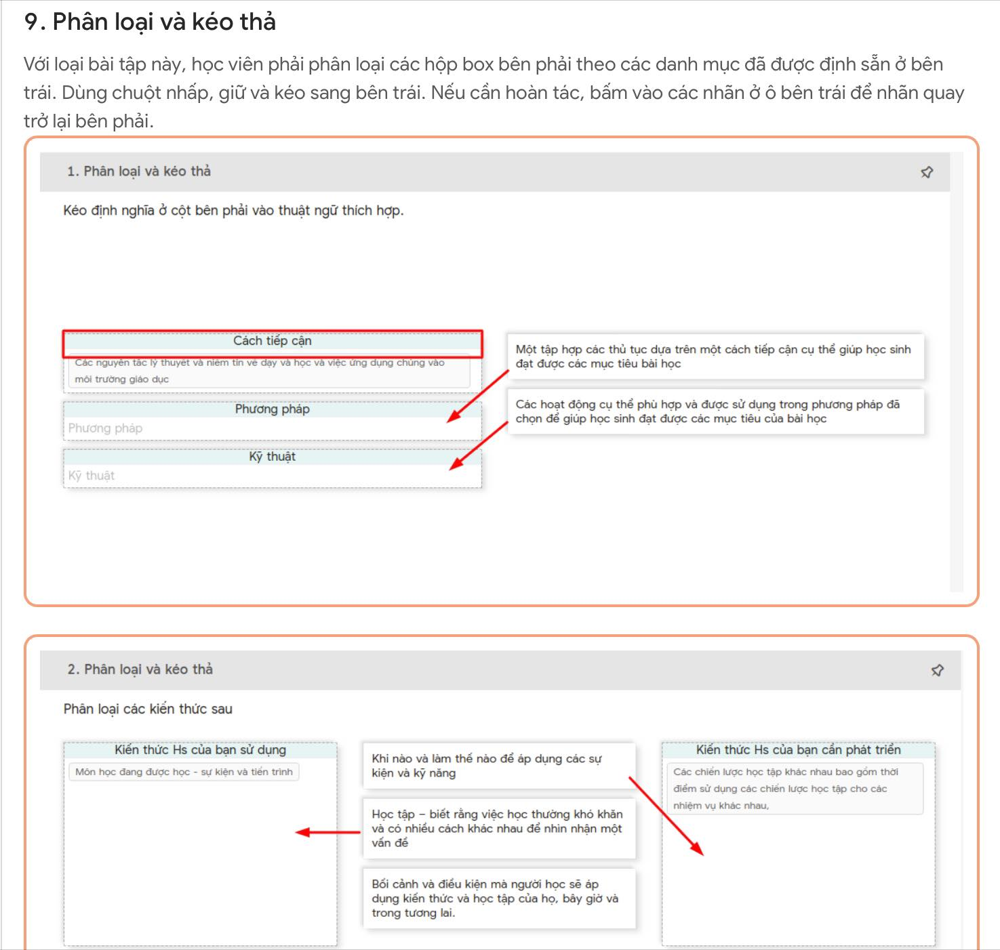 9. Phân loại và kéo thả
Với loại bài tập này, học viên phải phân loại các hộp box bên phải theo các danh mục đã được định sẵn ở bên
trái. Dùng chuột nhấp, giữ và kéo sang bên trái. Nếu cần hoàn tác, bấm vào các nhãn ở ô bên trái để nhãn quay
trở lại bên phải.
1. Phân loại và kéo thả
Kéo định nghĩa ở cột bên phải vào thuật ngữ thích hợp.
Cách tiếp cận
Các nguyên tắc lý thuyết và niềm tin về dạy và học và việc ứng dụng chúng vào
môi trường giáo dục
Phương pháp
Phương pháp
Kỹ thuật
Kỹ thuật
Một tập hợp các thủ tục dựa trên một cách tiếp cận cụ thể giúp học sinh
đạt được các mục tiêu bài học
Các hoạt động cụ thể phù hợp và được sử dụng trong phương pháp đã
chọn để giúp học sinh đạt được các mục tiêu của bài học
2. Phân loại và kéo thả
Phân loại các kiến thức sau
Kiến thức Hs của bạn sử dụng
Môn học đang được học - sự kiện và tiến trình
Khi nào và làm thế nào để áp dụng các sự
kiện và kỹ năng
Học tập – biết rằng việc học thường khó khăn
và có nhiều cách khác nhau để nhìn nhận một
vấn đề
Bối cảnh và điều kiện mà người học sẽ áp
dụng kiến thức và học tập của họ, bây giờ và
trong tương lai.
Kiến thức Hs của bạn cần phát triển
Các chiến lược học tập khác nhau bao gồm thời
điểm sử dụng các chiến lược học tập cho các
nhiệm vụ khác nhau,